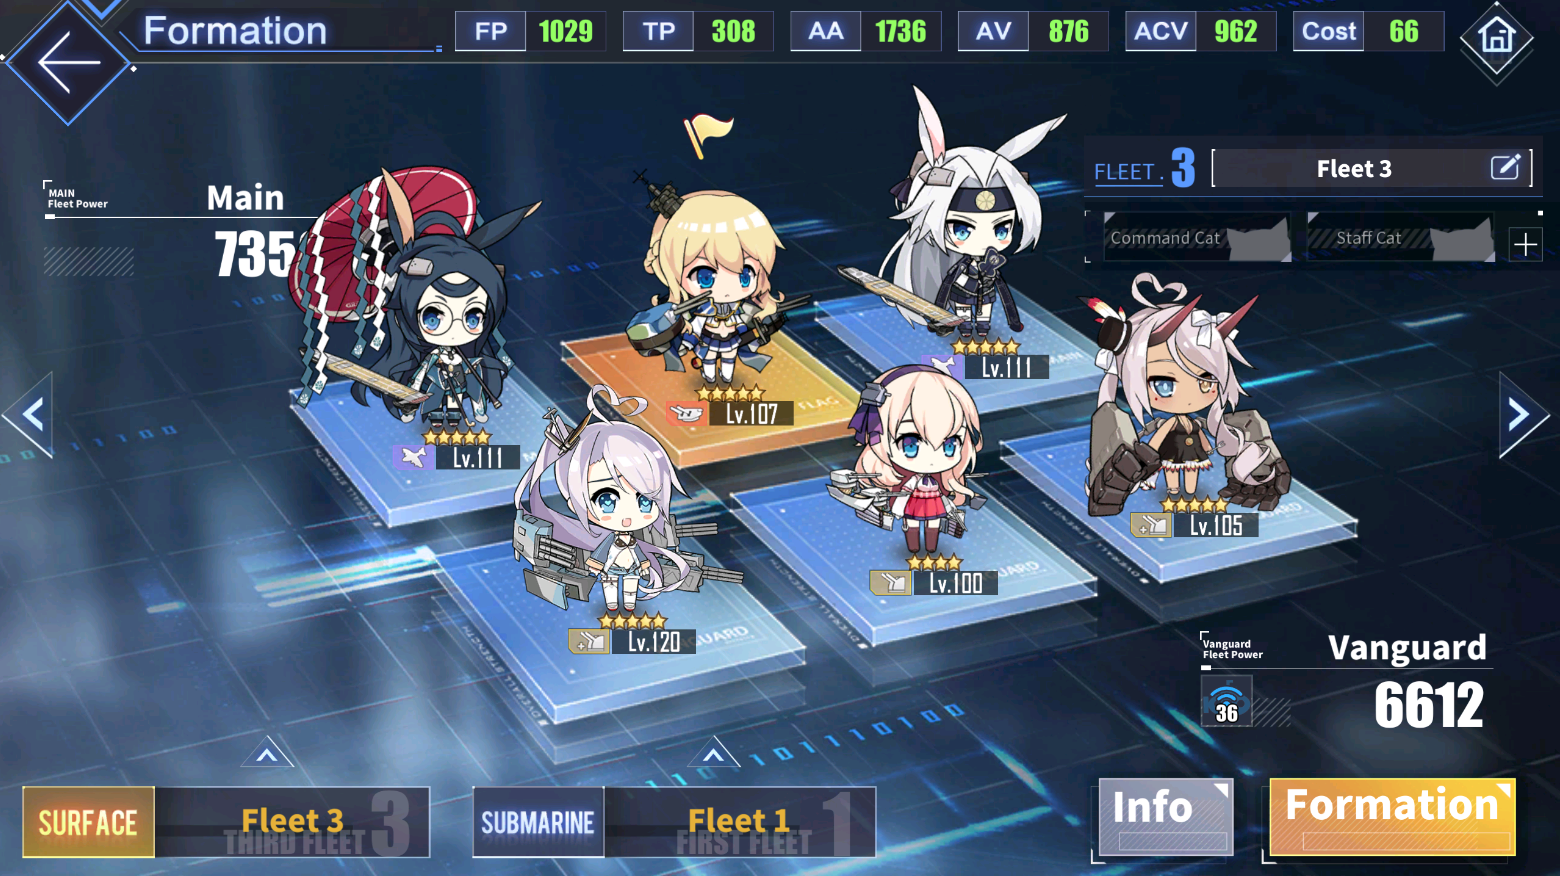 Formation
FP 1029 TP 308 AA 1736 AV 876 ACV 962 Cost 66
MAIN
Fleet Power
Main
735
FLEET. 3
Fleet 3
Command Cat
Staff Cat
Lv.111
Lv.107
FLAG
Lv.111
MAIN
Lv.120
Lv.100
Lv.105
Vanguard
Fleet Power
Vanguard
36
6612
SURFACE
Fleet 3
THIRD FLEET 3
SUBMARINE
Fleet 1
FIRST FLEET 1
Info
Formation